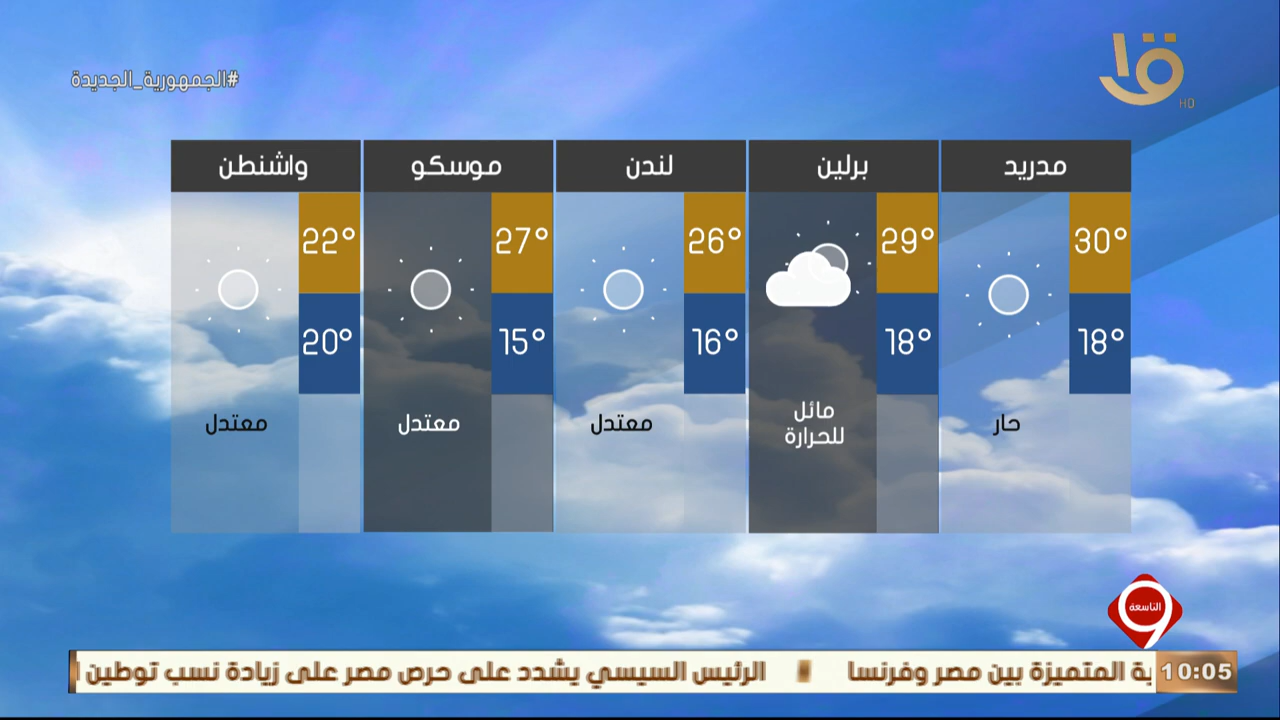 #الجمهورية_الجديدة
HD
مدريد
30°
18°
حار
برلين
29°
18°
مائل
للحرارة
لندن
26°
16°
معتدل
موسكو
27°
15°
معتدل
واشنطن
22°
20°
معتدل
التاسعة
9
10:05
المتميزة بين مصر وفرنسا
الرئيس السيسي يشدد على حرص مصر على زيادة نسب توطين